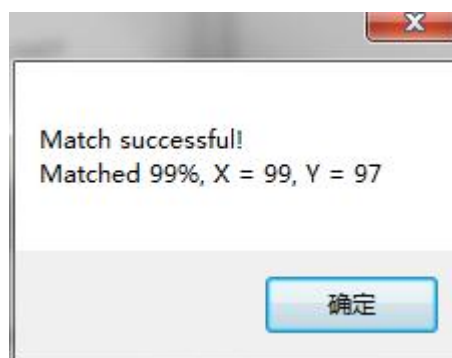 Match successful!
Matched 99%, X = 99, Y = 97
确定